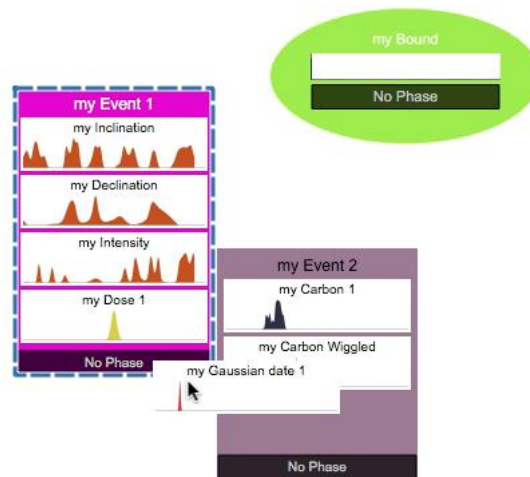 my Bound
No Phase
my Event 1
my Inclination
my Declination
my Intensity
my Dose 1
No Phase
my Event 2
my Carbon 1
my Carbon Wiggled
my Gaussian date 1
No Phase